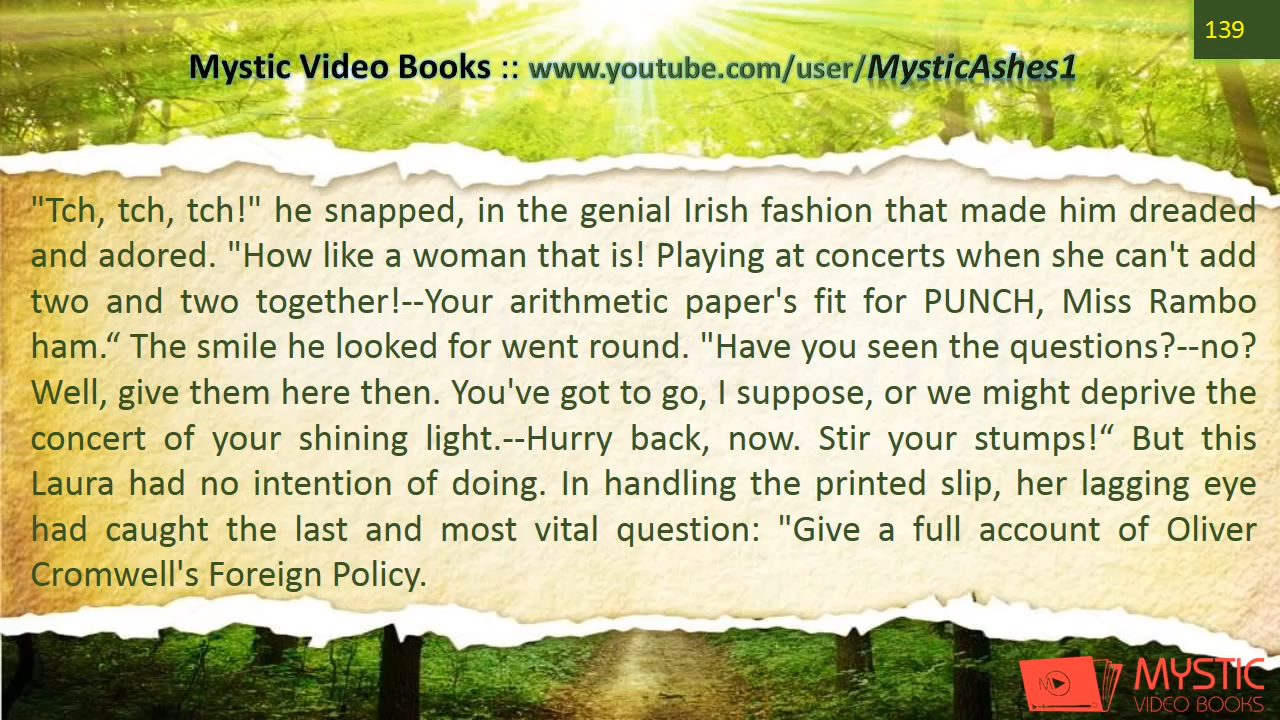 139
Mystic Video Books :: www.youtube.com/user/MysticAshes1
"Tch, tch, tch!" he snapped, in the genial Irish fashion that made him dreaded
and adored. "How like a woman that is! Playing at concerts when she can't add
two and two together!--Your arithmetic paper's fit for PUNCH, Miss Rambo
ham.“ The smile he looked for went round. "Have you seen the questions?--no?
Well, give them here then. You've got to go, I suppose, or we might deprive the
concert of your shining light.--Hurry back, now. Stir your stumps!“ But this
Laura had no intention of doing. In handling the printed slip, her lagging eye
had caught the last and most vital question: "Give a full account of Oliver
Cromwell's Foreign Policy.
MYSTIC
VIDEO BOOKS